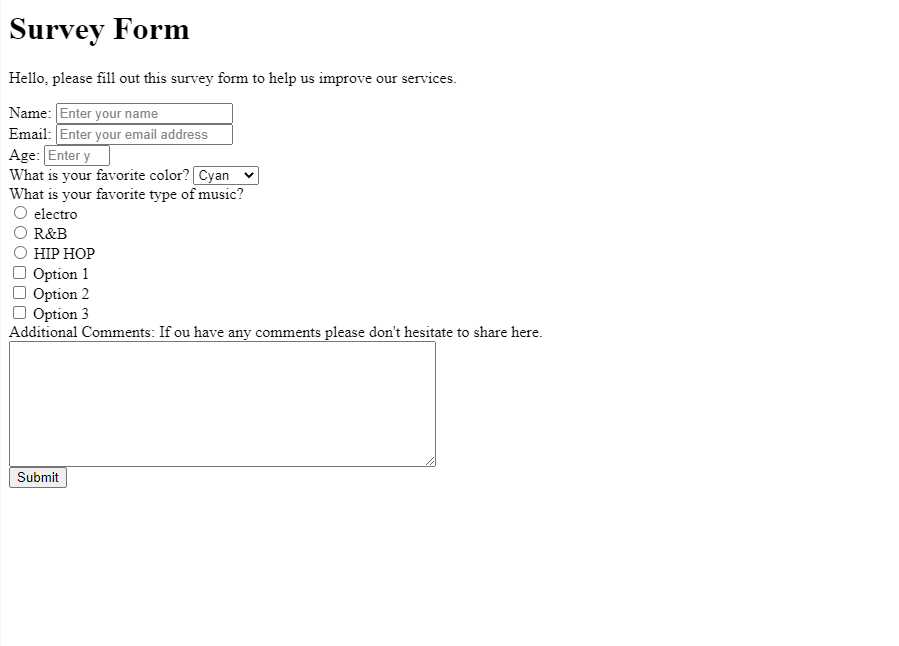 Survey Form
Hello, please fill out this survey form to help us improve our services.
Name: Enter your name
Email: Enter your email address
Age: Enter y
What is your favorite color? Cyan
What is your favorite type of music?
electro
R&B
HIP HOP
Option 1
Option 2
Option 3
Additional Comments: If ou have any comments please don't hesitate to share here.
Submit